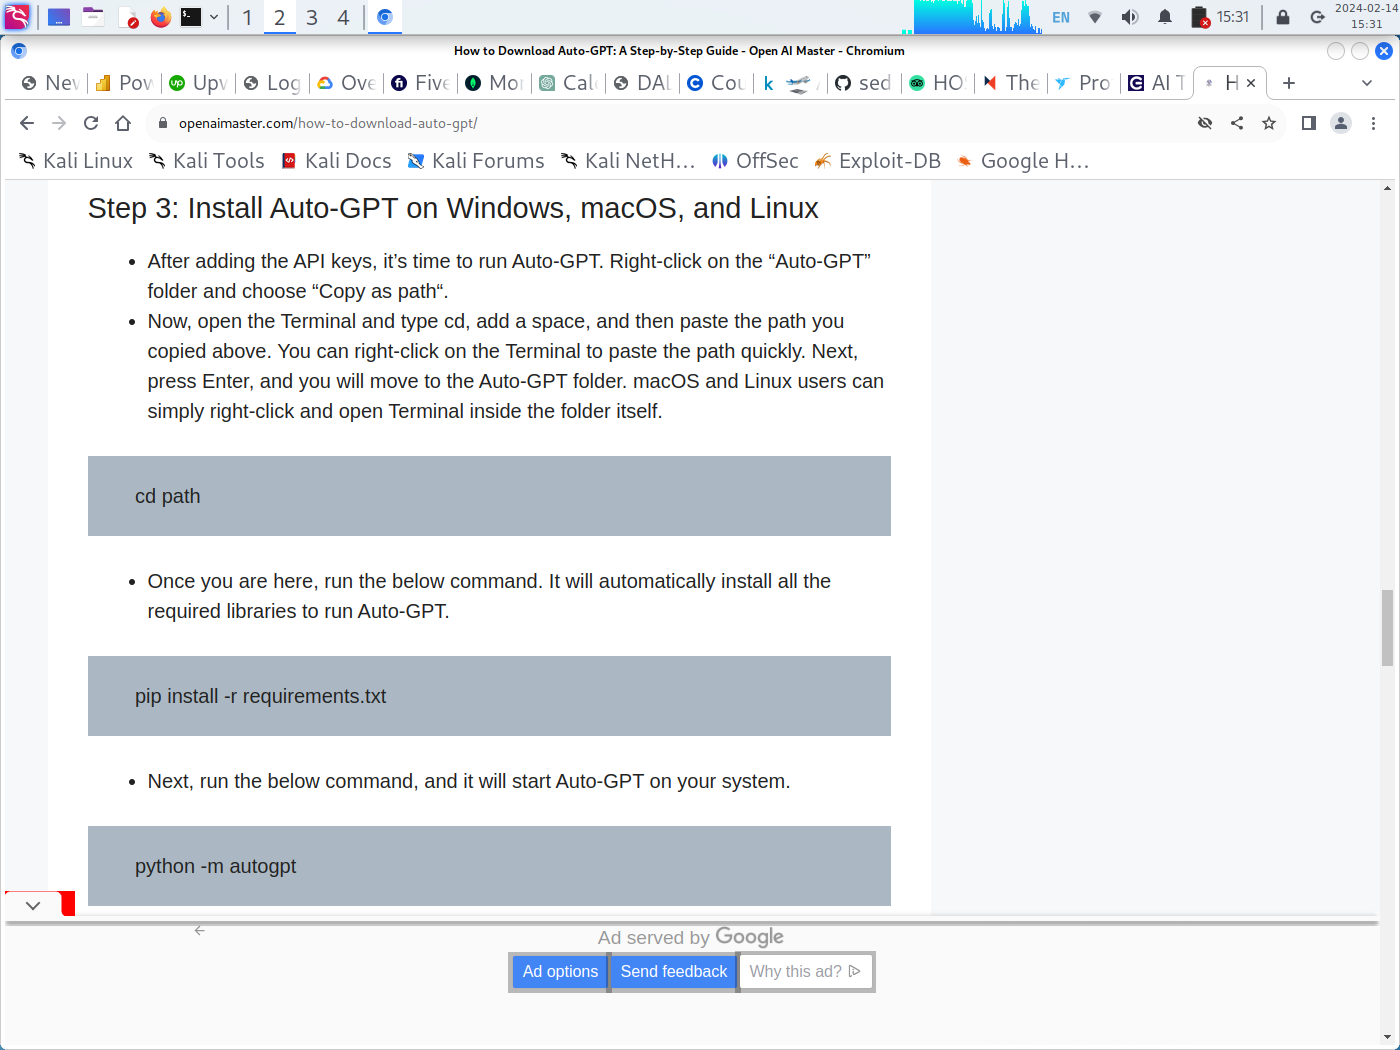 1 2 3 4 EN 15:31 2024-02-14
15:31
How to Download Auto-GPT: A Step-by-Step Guide - Open AI Master - Chromium
Nev Pov Upv Log Ove Five Mor Cal DAL Cou sed HO The Pro AI T H
openaimaster.com/how-to-download-auto-gpt/
Kali Linux Kali Tools Kali Docs Kali Forums Kali NetH... OffSec Exploit-DB Google H...
Step 3: Install Auto-GPT on Windows, macOS, and Linux
• After adding the API keys, it’s time to run Auto-GPT. Right-click on the “Auto-GPT”
folder and choose “Copy as path“.
• Now, open the Terminal and type cd, add a space, and then paste the path you
copied above. You can right-click on the Terminal to paste the path quickly. Next,
press Enter, and you will move to the Auto-GPT folder. macOS and Linux users can
simply right-click and open Terminal inside the folder itself.
cd path
• Once you are here, run the below command. It will automatically install all the
required libraries to run Auto-GPT.
pip install -r requirements.txt
• Next, run the below command, and it will start Auto-GPT on your system.
python -m autogpt
Ad served by Google
Ad options Send feedback Why this ad?